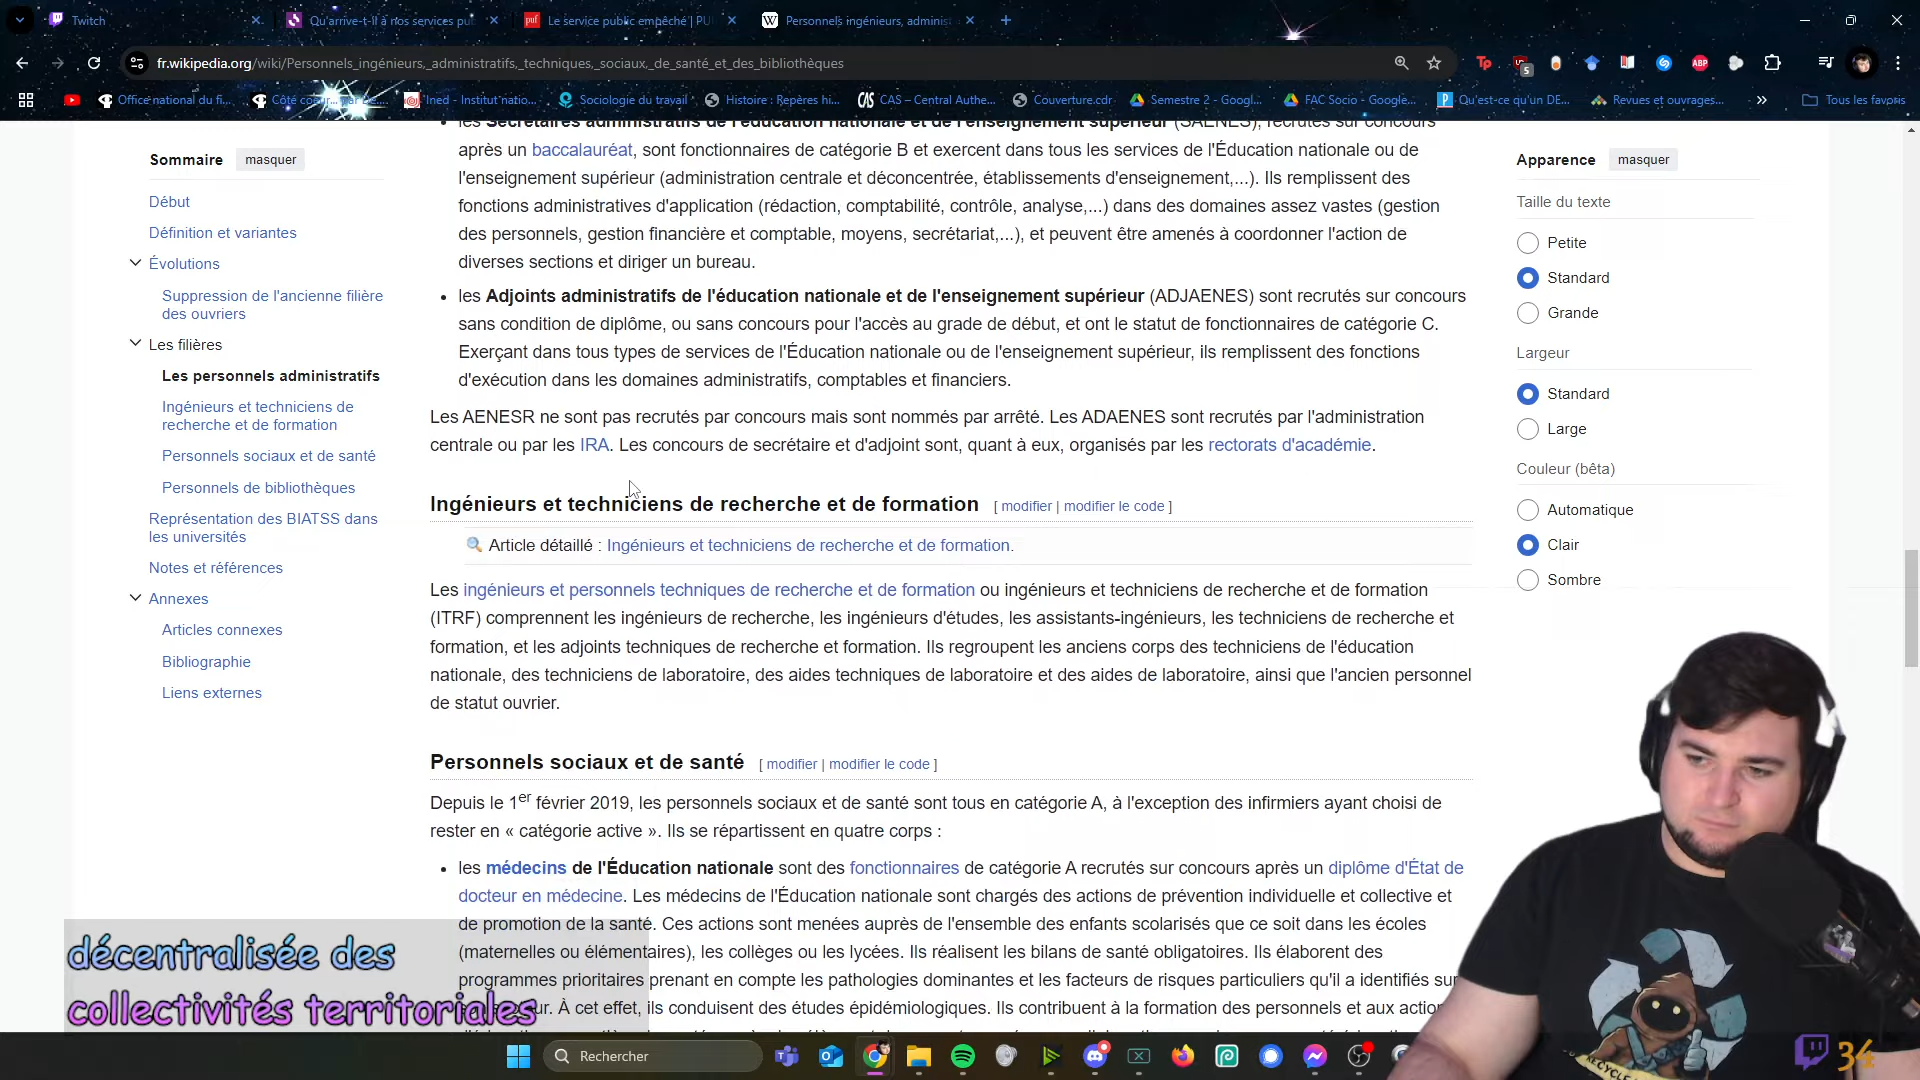 Twitch
Qu'arrive-t-il à nos services pu
Le service public empêché | PU
Personnels ingénieurs, adminis
fr.wikipedia.org/wiki/Personnels_ingénieurs,_administratifs,_techniques,_sociaux,_de_santé_et_des_bibliothèques
Office national du fi...
Ined - Institut natio...
Sociologie du travail
Histoire : Repères hi...
CAS – Central Authe...
Couverture.cdr
Semestre 2 - Googl...
FAC Socio - Google...
Qu'est-ce qu'un DE...
Revues et ouvrages...
Tous les favoris
Sommaire masquer
Début
Définition et variantes
Évolutions
Suppression de l'ancienne filière
des ouvriers
Les filières
Les personnels administratifs
Ingénieurs et techniciens de
recherche et de formation
Personnels sociaux et de santé
Personnels de bibliothèques
Représentation des BIATSS dans
les universités
Notes et références
Annexes
Articles connexes
Bibliographie
Liens externes
les Secrétaires administratifs de l'éducation nationale et de l'enseignement supérieur (SAENES), recrutés sur concours
après un baccalauréat, sont fonctionnaires de catégorie B et exercent dans tous les services de l'Éducation nationale ou de
l'enseignement supérieur (administration centrale et déconcentrée, établissements d'enseignement,...). Ils remplissent des
fonctions administratives d'application (rédaction, comptabilité, contrôle, analyse,...) dans des domaines assez vastes (gestion
des personnels, gestion financière et comptable, moyens, secrétariat,...), et peuvent être amenés à coordonner l'action de
diverses sections et diriger un bureau.
les Adjoints administratifs de l'éducation nationale et de l'enseignement supérieur (ADJAENES) sont recrutés sur concours
sans condition de diplôme, ou sans concours pour l'accès au grade de début, et ont le statut de fonctionnaires de catégorie C.
Exerçant dans tous types de services de l'Éducation nationale ou de l'enseignement supérieur, ils remplissent des fonctions
d'exécution dans les domaines administratifs, comptables et financiers.
Les AENESR ne sont pas recrutés par concours mais sont nommés par arrêté. Les ADAENES sont recrutés par l'administration
centrale ou par les IRA. Les concours de secrétaire et d'adjoint sont, quant à eux, organisés par les rectorats d'académie.
Ingénieurs et techniciens de recherche et de formation [ modifier | modifier le code ]
Article détaillé : Ingénieurs et techniciens de recherche et de formation.
Les ingénieurs et personnels techniques de recherche et de formation ou ingénieurs et techniciens de recherche et de formation
(ITRF) comprennent les ingénieurs de recherche, les ingénieurs d'études, les assistants-ingénieurs, les techniciens de recherche et
formation, et les adjoints techniques de recherche et formation. Ils regroupent les anciens corps des techniciens de l'éducation
nationale, des techniciens de laboratoire, des aides techniques de laboratoire et des aides de laboratoire, ainsi que l'ancien personnel
de statut ouvrier.
Personnels sociaux et de santé [ modifier | modifier le code ]
Depuis le 1er février 2019, les personnels sociaux et de santé sont tous en catégorie A, à l'exception des infirmiers ayant choisi de
rester en « catégorie active ». Ils se répartissent en quatre corps :
les médecins de l'Éducation nationale sont des fonctionnaires de catégorie A recrutés sur concours après un diplôme d'État de
docteur en médecine. Les médecins de l'Éducation nationale sont chargés des actions de prévention individuelle et collective et
de promotion de la santé. Ces actions sont menées auprès de l'ensemble des enfants scolarisés que ce soit dans les écoles
(maternelles ou élémentaires), les collèges ou les lycées. Ils réalisent les bilans de santé obligatoires. Ils élaborent des
programmes prioritaires prenant en compte les pathologies dominantes et les facteurs de risques particuliers qu'il a identifiés sur
À cet effet, ils conduisent des études épidémiologiques. Ils contribuent à la formation des personnels et aux
Apparence masquer
Taille du texte
Petite
Standard
Grande
Largeur
Standard
Large
Couleur (bêta)
Automatique
Clair
Sombre
décentralisée des
collectivités territoriales
Rechercher
34